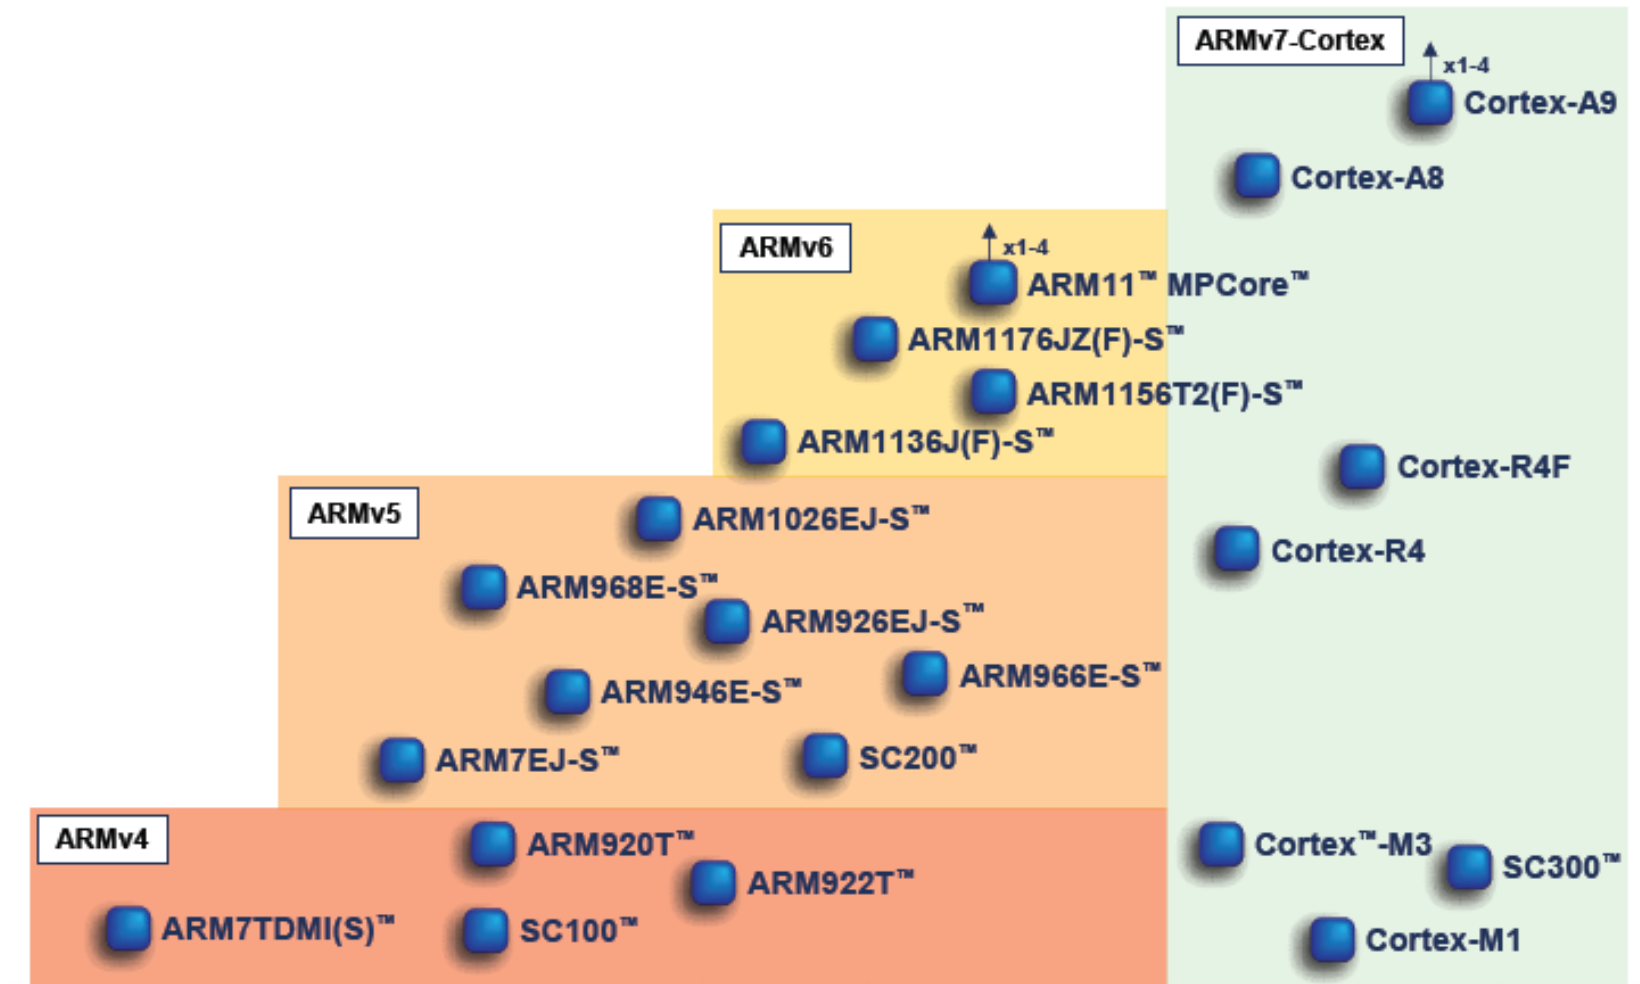 ARMv7-Cortex
x1-4
Cortex-A9
Cortex-A8
ARMv6
x1-4
ARM11™ MPCore™
ARM1176JZ(F)-S™
ARM1156T2(F)-S™
ARM1136J(F)-S™
Cortex-R4F
ARMv5
ARM1026EJ-S™
Cortex-R4
ARM968E-S™
ARM926EJ-S™
ARM966E-S™
ARM946E-S™
ARM7EJ-S™
SC200™
ARMv4
ARM920T™
Cortex™-M3
SC300™
ARM922T™
ARM7TDMI(S)™
SC100™
Cortex-M1